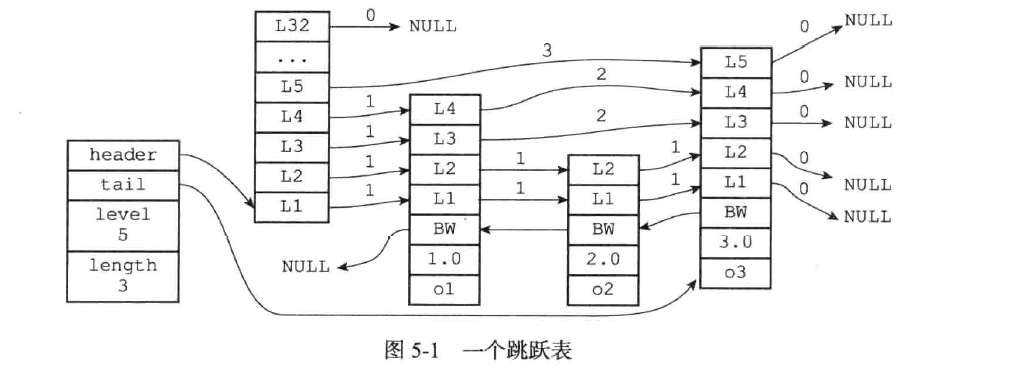 header
tail
level
5
length
3
L32
...
L5
L4
L3
L2
L1
0
NULL
3
1
1
1
1
L4
L3
L2
L1
BW
1.0
o1
NULL
2
2
1
1
L2
L1
BW
2.0
o2
1
1
L5
L4
L3
L2
L1
BW
3.0
o3
0
NULL
0
NULL
0
NULL
0
NULL
0
NULL
图 5-1 一个跳跃表